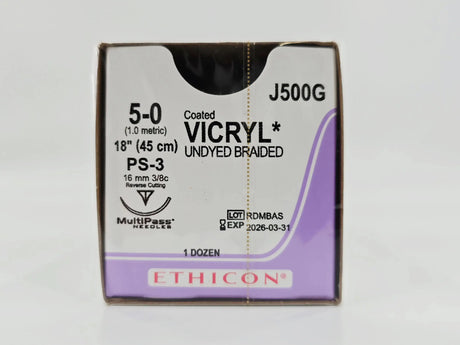 J500G
5-0
(1.0 metric)
18" (45 cm)
PS-3
16 mm 3/8c
Reverse Cutting
MultiPass*
NEEDLES
Coated
VICRYL*
UNDYED BRAIDED
LOT RDMBAS
EXP 2026-03-31
1 DOZEN
ETHICON®